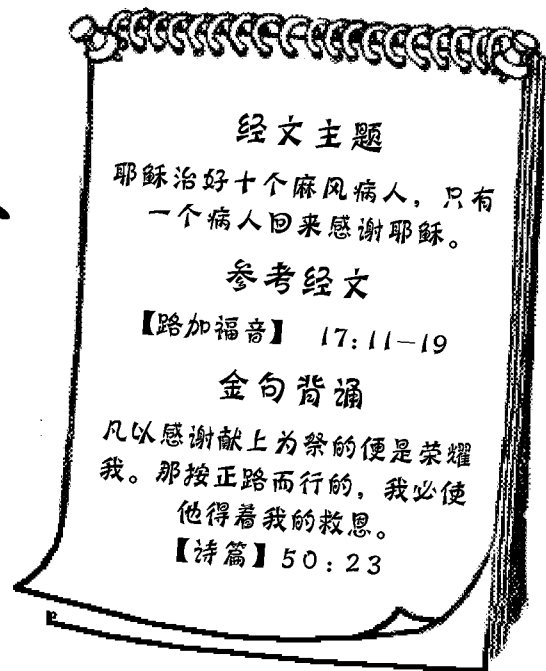 经文主题
耶稣治好十个麻风病人，只有
一个病人回来感谢耶稣。
参考经文
【路加福音】 17:11-19
金句背诵
凡以感谢献上为祭的便是荣耀
我。那按正路而行的，我必使
他得着我的救恩。
【诗篇】50:23